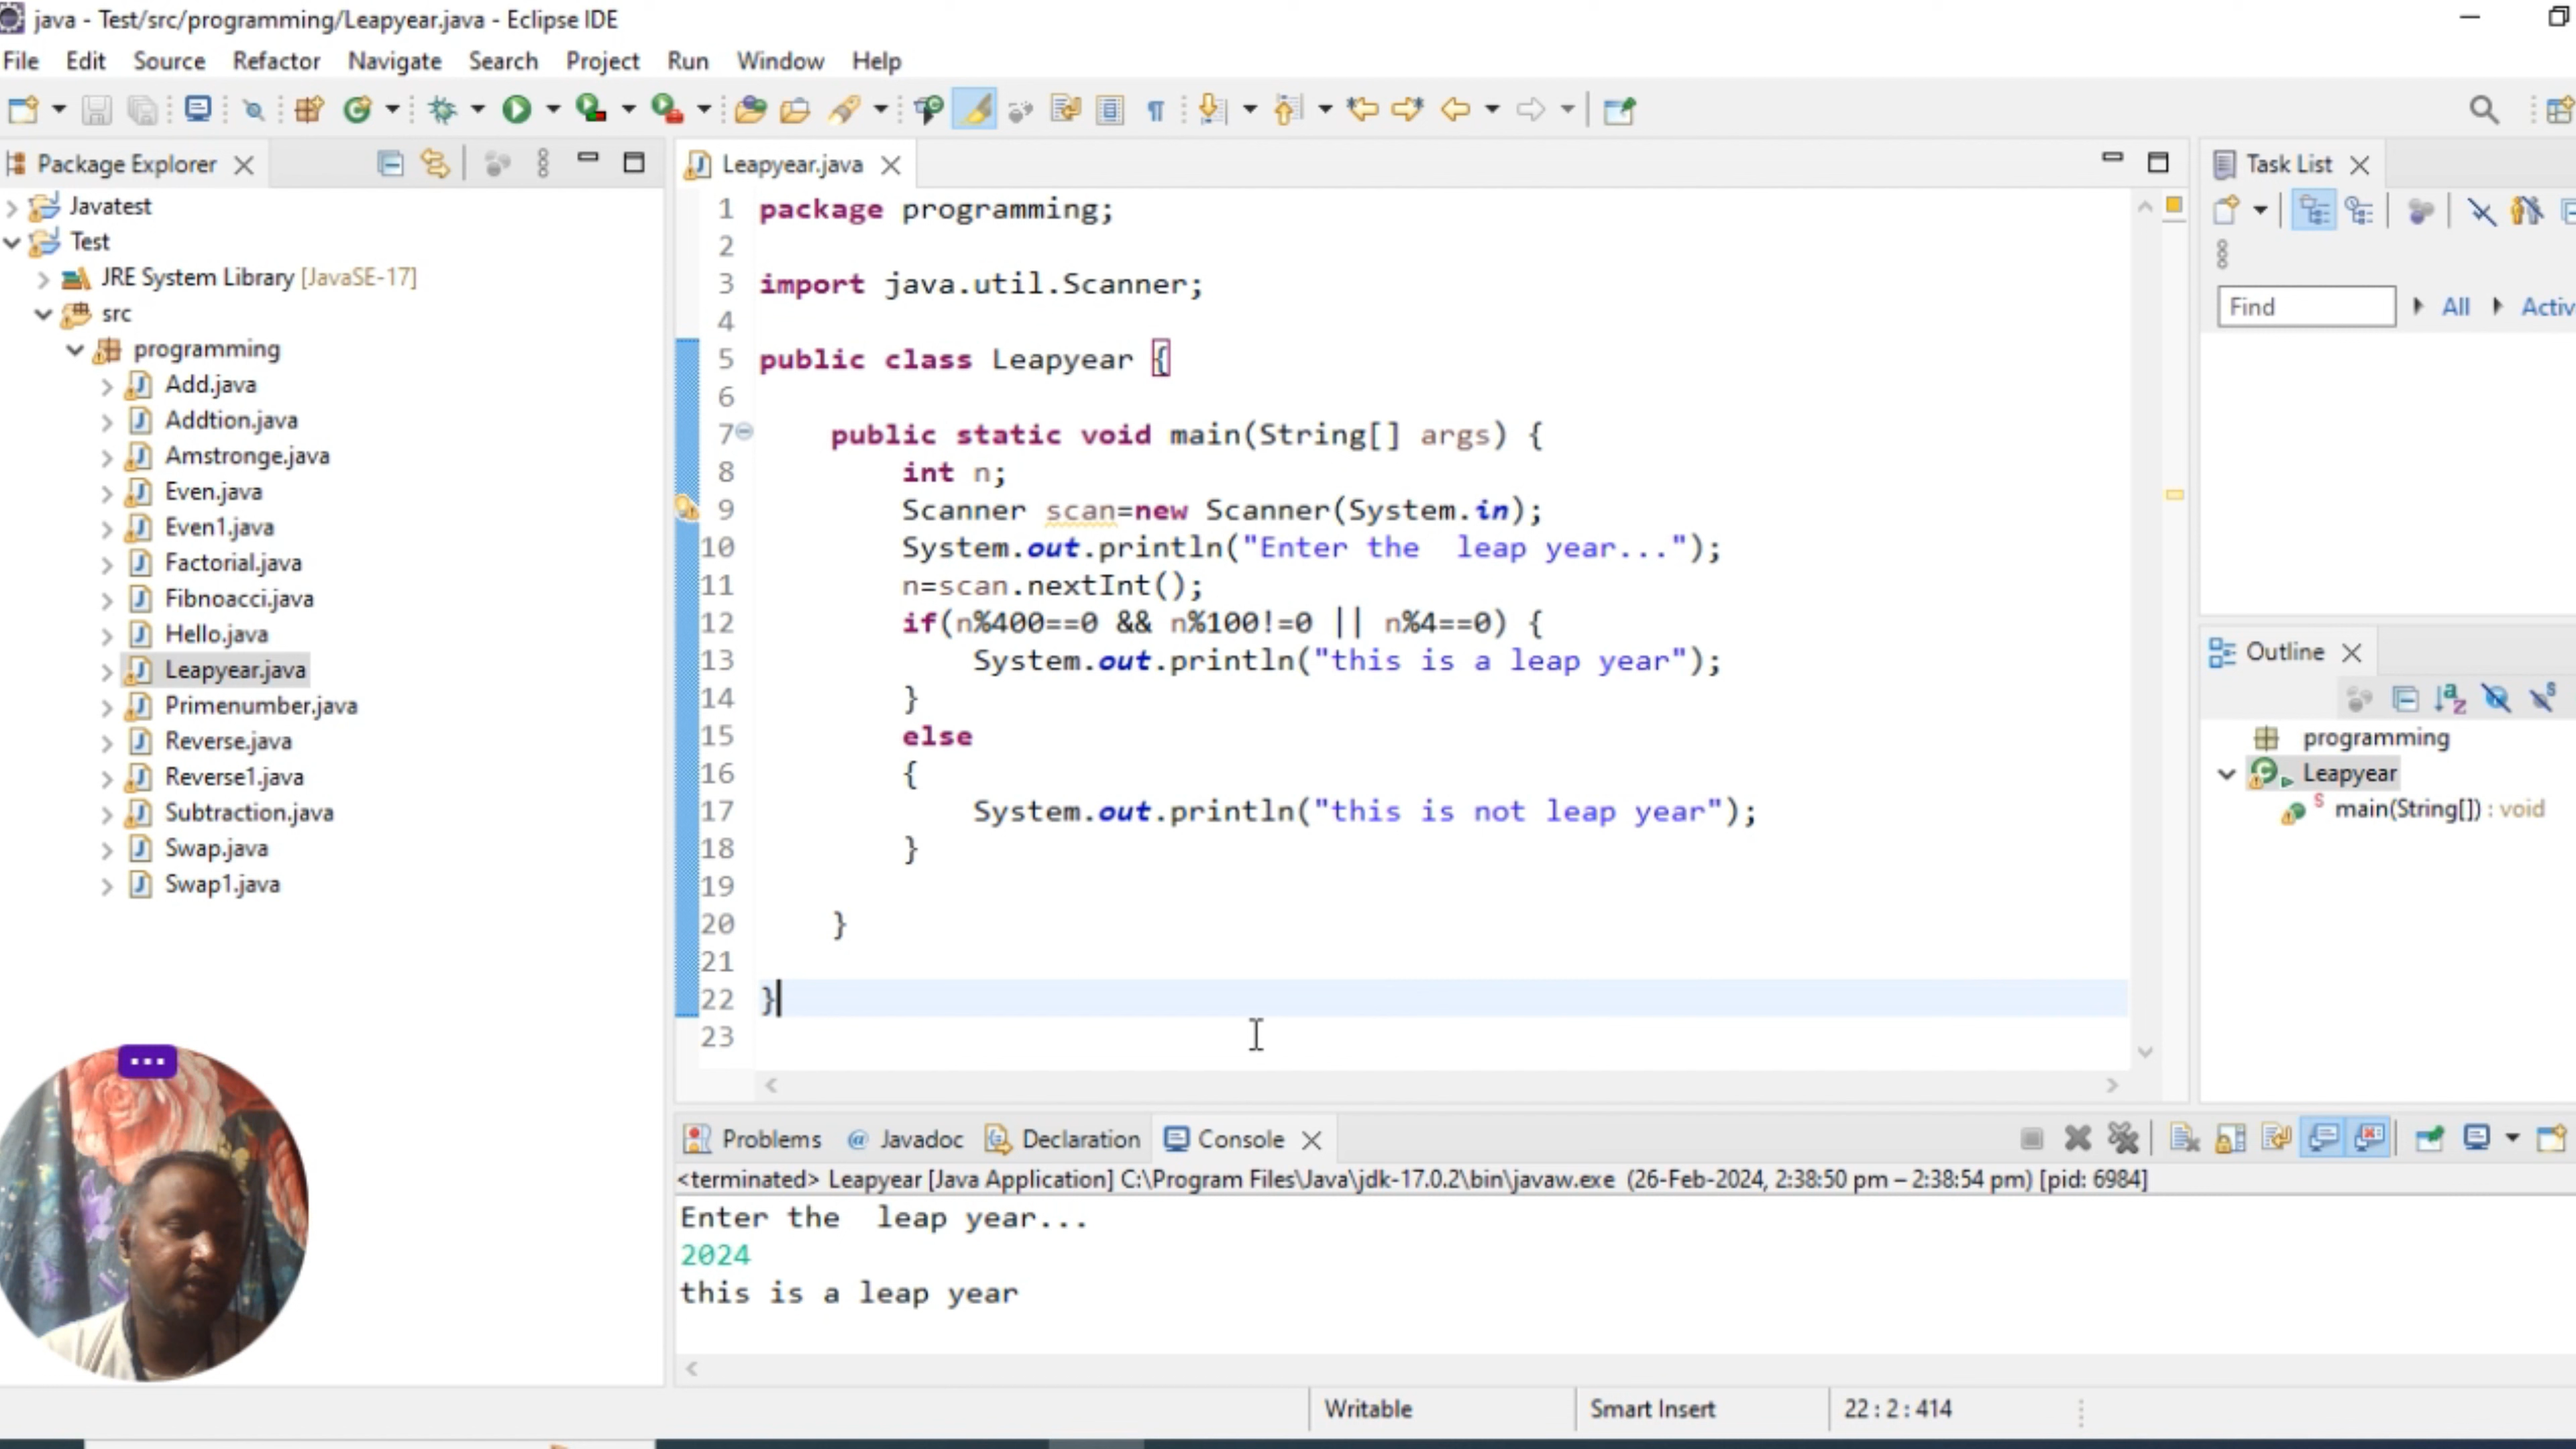 java - Test/src/programming/Leapyear.java - Eclipse IDE
File Edit Source Refactor Navigate Search Project Run Window Help
Package Explorer
Javatest
Test
JRE System Library [JavaSE-17]
src
programming
Add.java
Addtion.java
Amstronge.java
Even.java
Even1.java
Factorial.java
Fibnoacci.java
Hello.java
Leapyear.java
Primenumber.java
Reverse.java
Reverse1.java
Subtraction.java
Swap.java
Swap1.java
Leapyear.java
1 package programming;
2
3 import java.util.Scanner;
4
5 public class Leapyear {
6
7 public static void main(String[] args) {
8 int n;
9 Scanner scan=new Scanner(System.in);
10 System.out.println("Enter the  leap year...");
11 n=scan.nextInt();
12 if(n%400==0 && n%100!=0 || n%4==0) {
13 System.out.println("this is a leap year");
14 }
15 else
16 {
17 System.out.println("this is not leap year");
18 }
19
20 }
21
22 }
23
Task List
Find All Activ
Outline
programming
Leapyear
main(String[]) : void
Problems @ Javadoc Declaration Console
<terminated> Leapyear [Java Application] C:\Program Files\Java\jdk-17.0.2\bin\javaw.exe (26-Feb-2024, 2:38:50 pm – 2:38:54 pm) [pid: 6984]
Enter the  leap year...
2024
this is a leap year
Writable Smart Insert 22 : 2 : 414